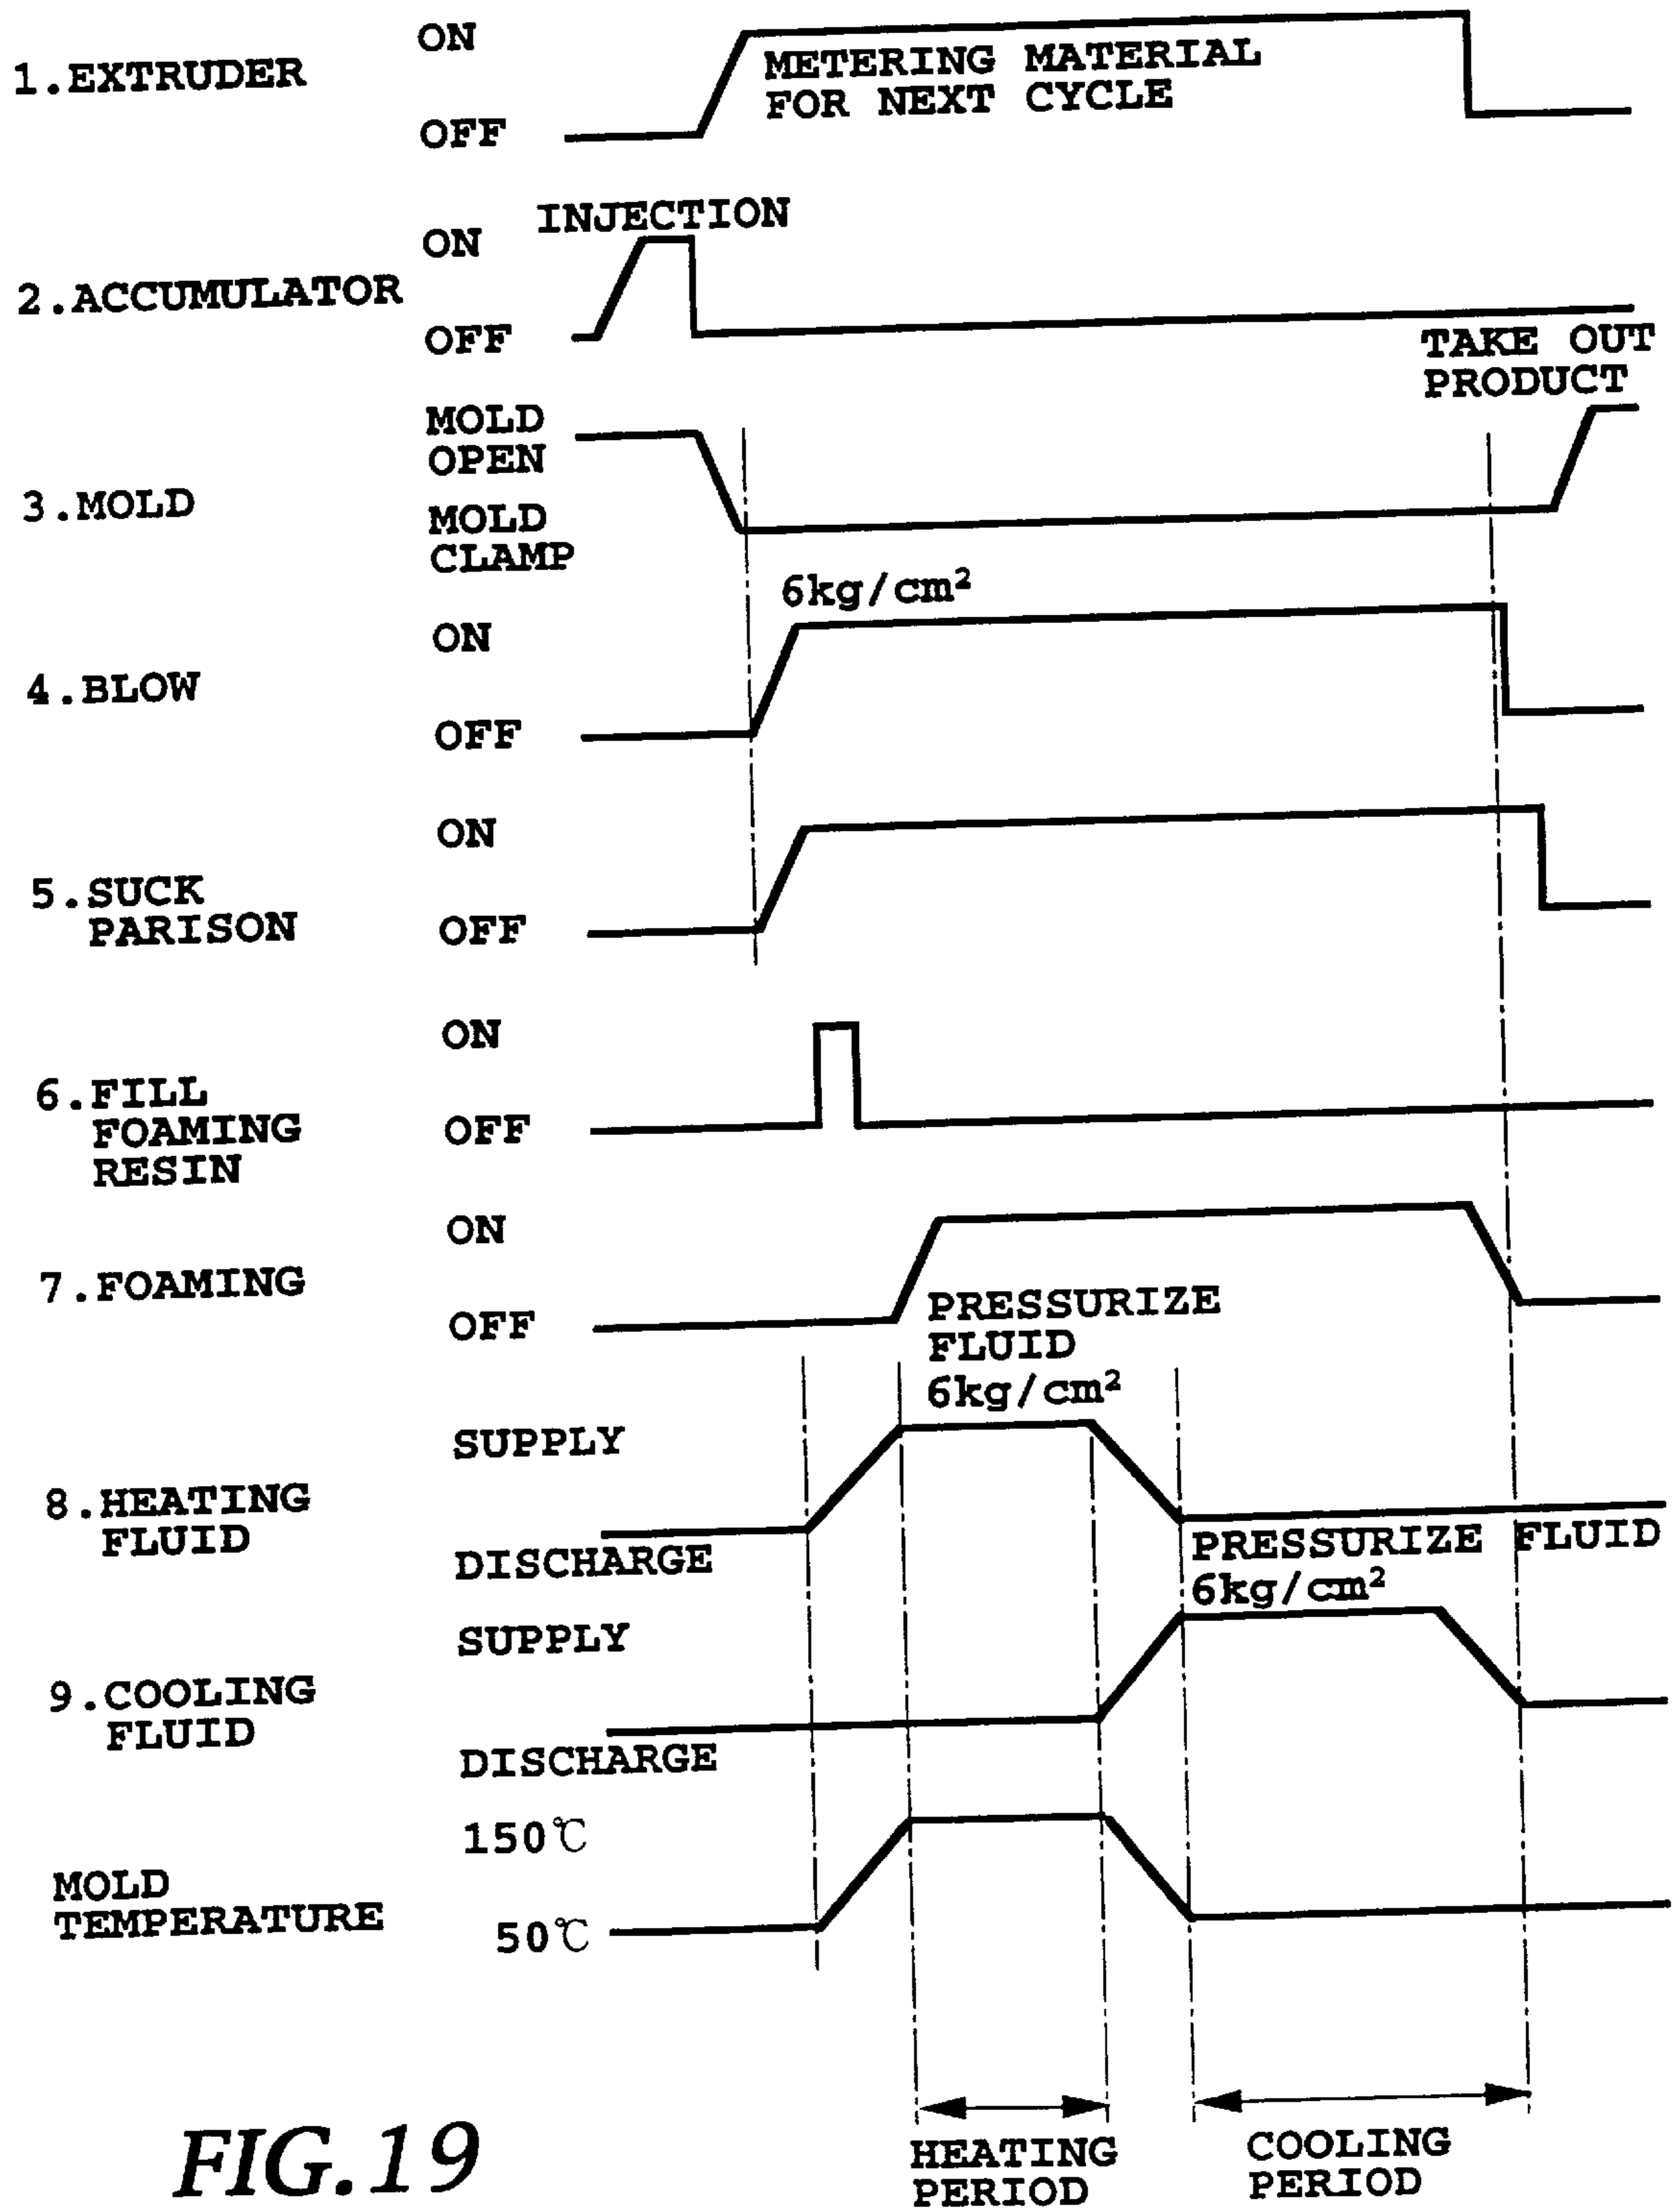 ON
1.EXTRUDER
METERING MATERIAL
FOR NEXT CYCLE
OFF
INJECTION
ON
2.ACCUMULATOR
OFF
TAKE OUT
PRODUCT
MOLD
OPEN
3.MOLD
MOLD
CLAMP
6kg/cm²
ON
4.BLOW
OFF
ON
5.SUCK
PARISON
OFF
ON
6.FILL
FOAMING
RESIN
OFF
ON
7.FOAMING
OFF
PRESSURIZE
FLUID
6kg/cm²
SUPPLY
8.HEATING
FLUID
DISCHARGE
PRESSURIZE FLUID
6kg/cm²
SUPPLY
9.COOLING
FLUID
DISCHARGE
150℃
MOLD
TEMPERATURE
50℃
HEATING
PERIOD
COOLING
PERIOD
FIG.19